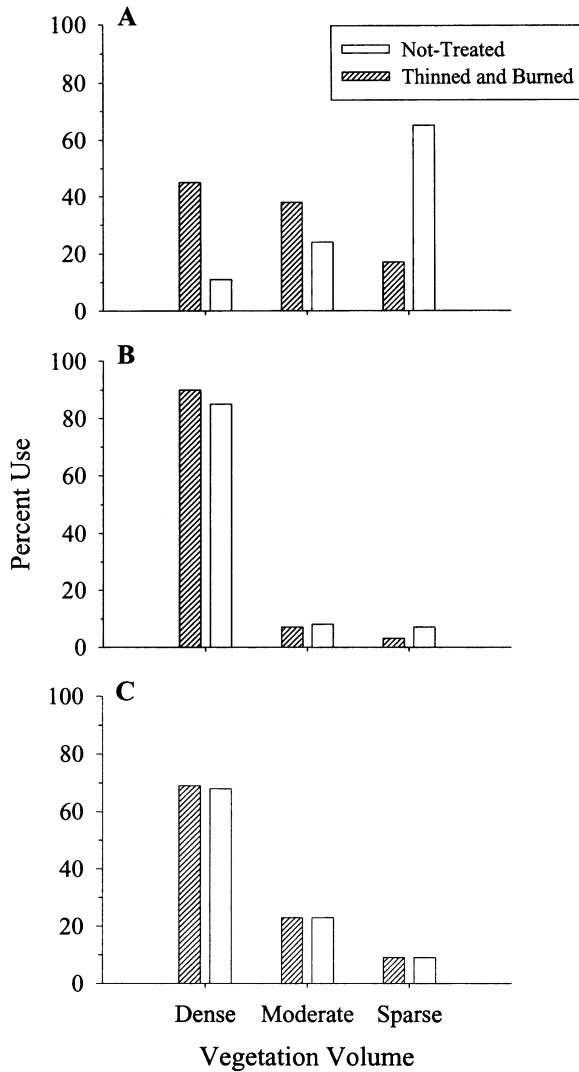 A
Not-Treated
Thinned and Burned
100
80
60
40
20
0
B
100
80
60
40
20
0
C
100
80
60
40
20
0
Percent Use
Dense Moderate Sparse
Vegetation Volume